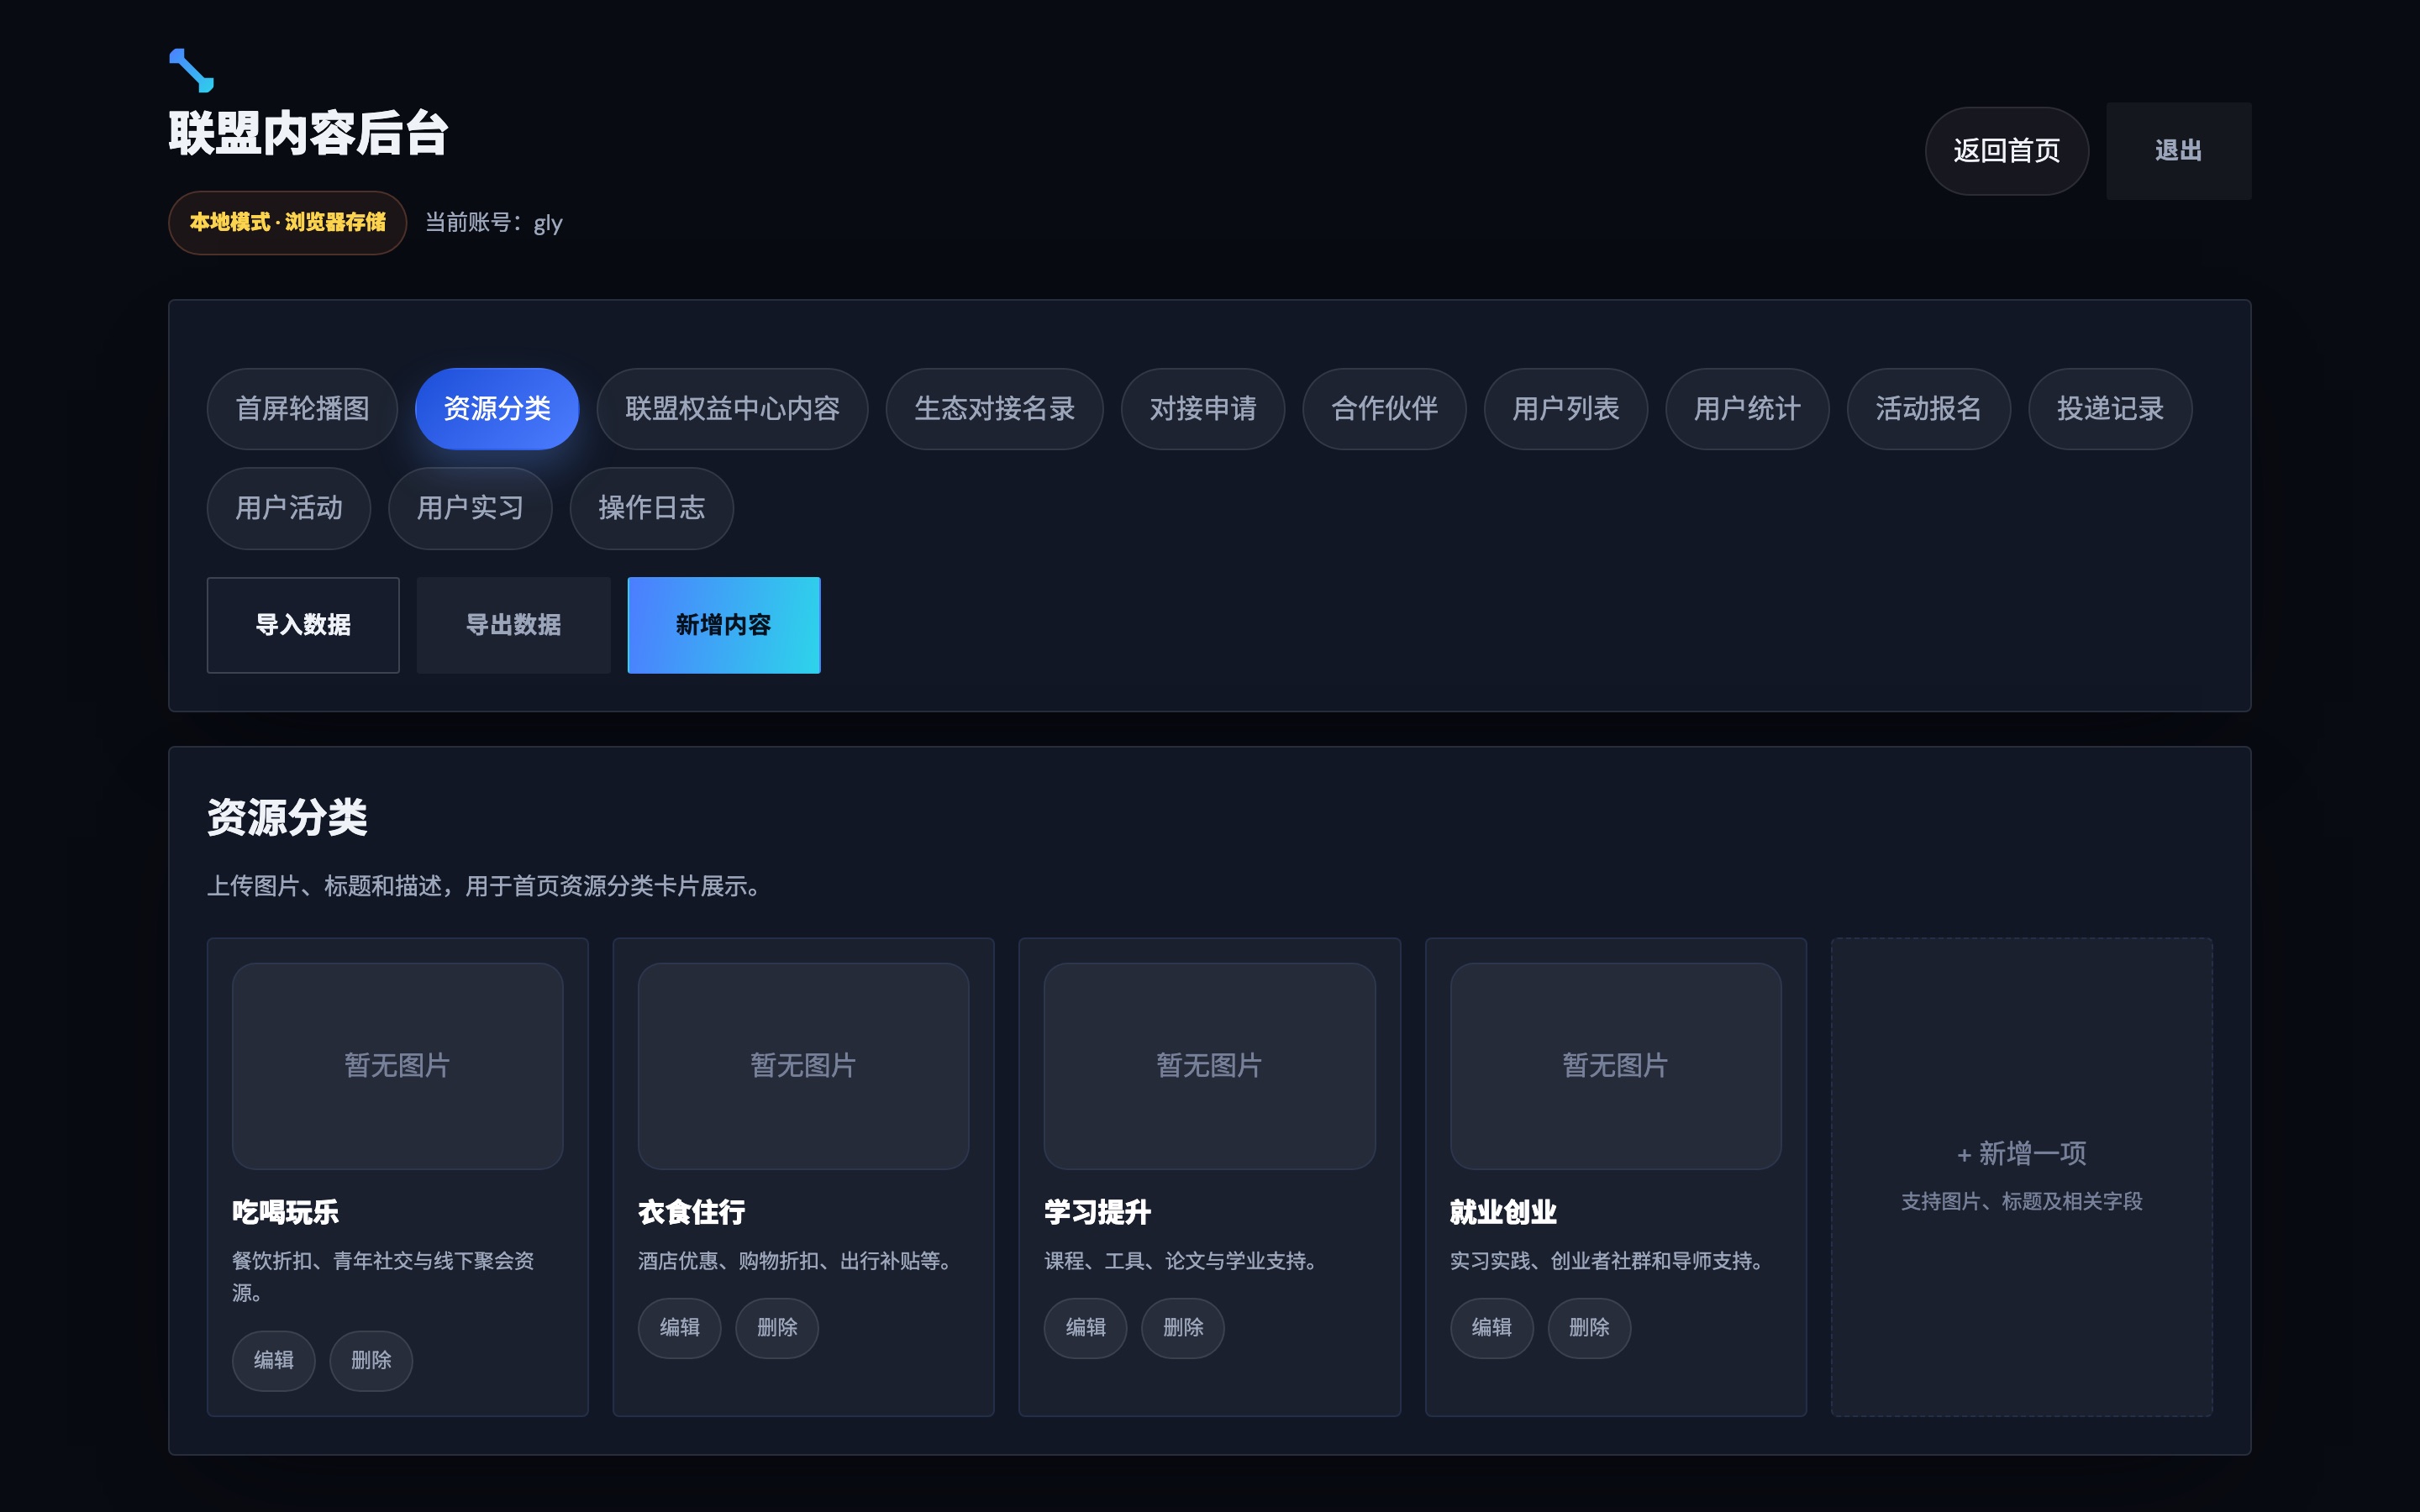 联盟内容后台
返回首页
退出
本地模式 · 浏览器存储
当前账号：gly
首屏轮播图
资源分类
联盟权益中心内容
生态对接名录
对接申请
合作伙伴
用户列表
用户统计
活动报名
投递记录
用户活动
用户实习
操作日志
导入数据
导出数据
新增内容
资源分类
上传图片、标题和描述，用于首页资源分类卡片展示。
暂无图片
吃喝玩乐
餐饮折扣、青年社交与线下聚会资
源。
编辑
删除
暂无图片
衣食住行
酒店优惠、购物折扣、出行补贴等。
编辑
删除
暂无图片
学习提升
课程、工具、论文与学业支持。
编辑
删除
暂无图片
就业创业
实习实践、创业者社群和导师支持。
编辑
删除
+ 新增一项
支持图片、标题及相关字段